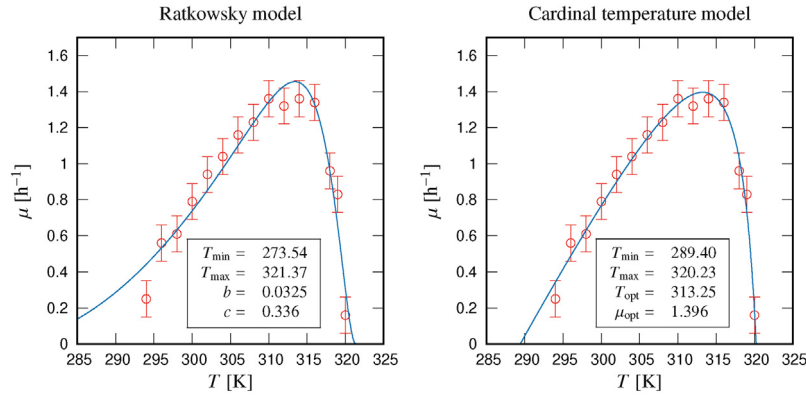 Ratkowsky model
1.6
1.4
1.2
1
0.8
0.6
0.4
0.2
0
μ [h⁻¹]
T_min = 273.54
T_max = 321.37
b = 0.0325
c = 0.336
285 290 295 300 305 310 315 320 325
T [K]
Cardinal temperature model
1.6
1.4
1.2
1
0.8
0.6
0.4
0.2
0
μ [h⁻¹]
T_min = 289.40
T_max = 320.23
T_opt = 313.25
μ_opt = 1.396
285 290 295 300 305 310 315 320 325
T [K]